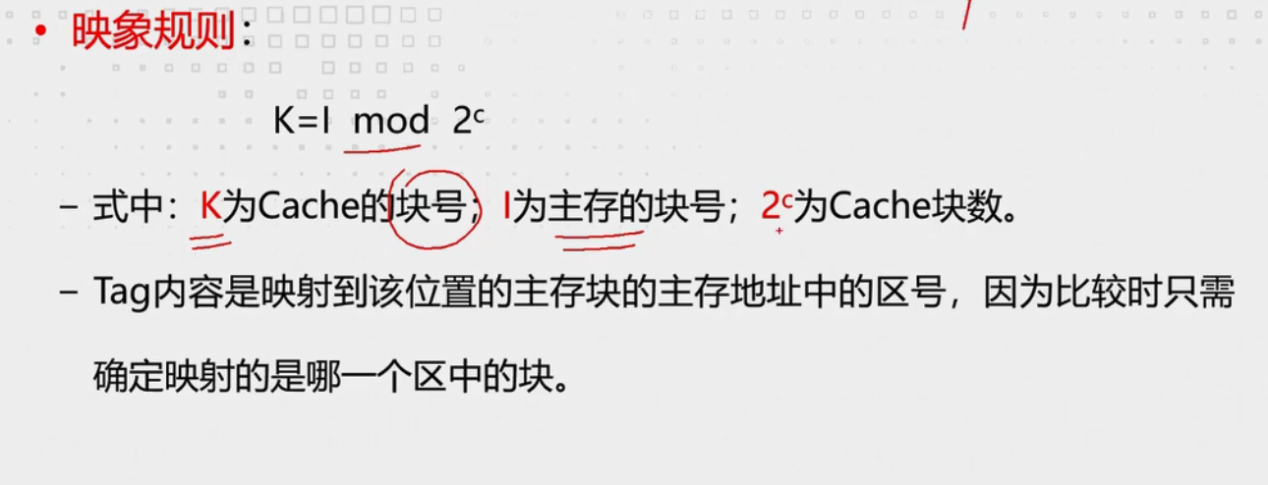 • 映象规则：
K=I mod 2ᶜ
– 式中：K为Cache的块号；I为主存的块号；2ᶜ为Cache块数。
– Tag内容是映射到该位置的主存块的主存地址中的区号，因为比较时只需
确定映射的是哪一个区中的块。